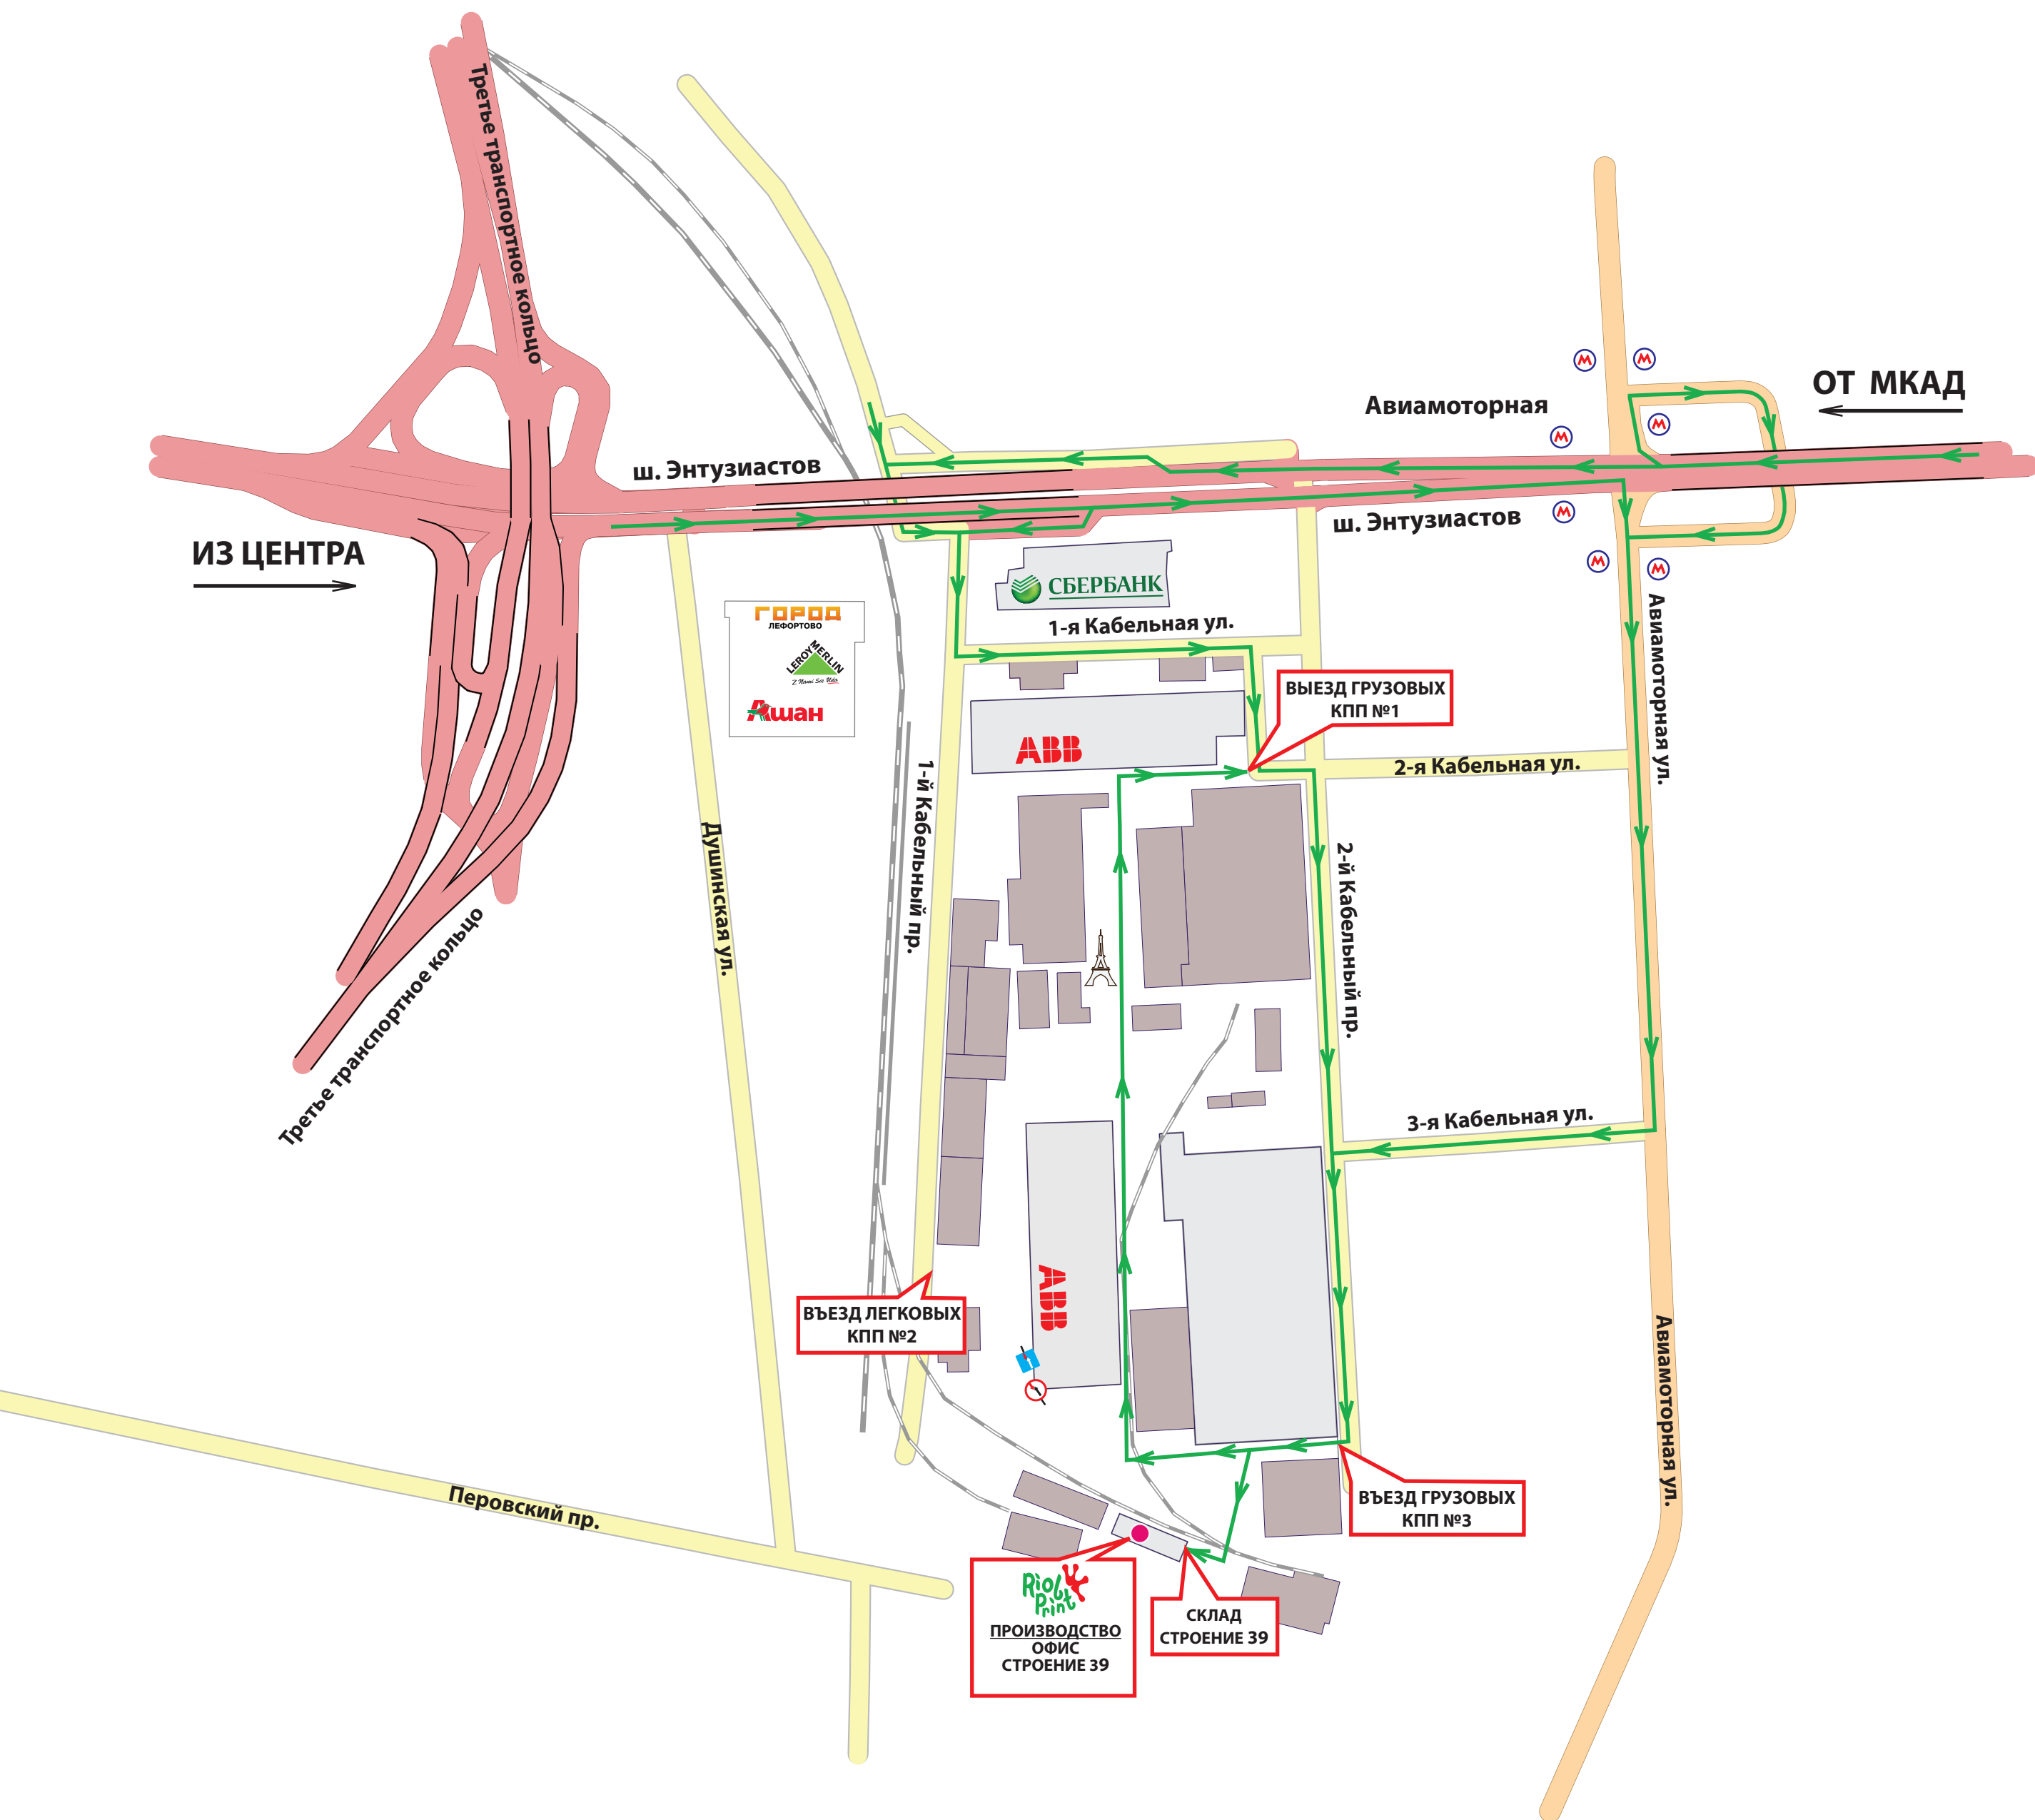 Третье транспортное кольцо
ОТ МКАД
Авиамоторная
ш. Энтузиастов
ш. Энтузиастов
ИЗ ЦЕНТРА
СБЕРБАНК
ГОРОД
ЛЕФОРТОВО
1-я Кабельная ул.
LEROY MERLIN
Z Nami Się Uda
Ашан
ВЫЕЗД ГРУЗОВЫХ
КПП №1
Авиамоторная ул.
ABB
2-я Кабельная ул.
1-й Кабельный пр.
Душинская ул.
2-й Кабельный пр.
Третье транспортное кольцо
3-я Кабельная ул.
ABB
ВЪЕЗД ЛЕГКОВЫХ
КПП №2
Авиамоторная ул.
Перовский пр.
ВЪЕЗД ГРУЗОВЫХ
КПП №3
Riol
Print
ПРОИЗВОДСТВО
ОФИС
СТРОЕНИЕ 39
СКЛАД
СТРОЕНИЕ 39